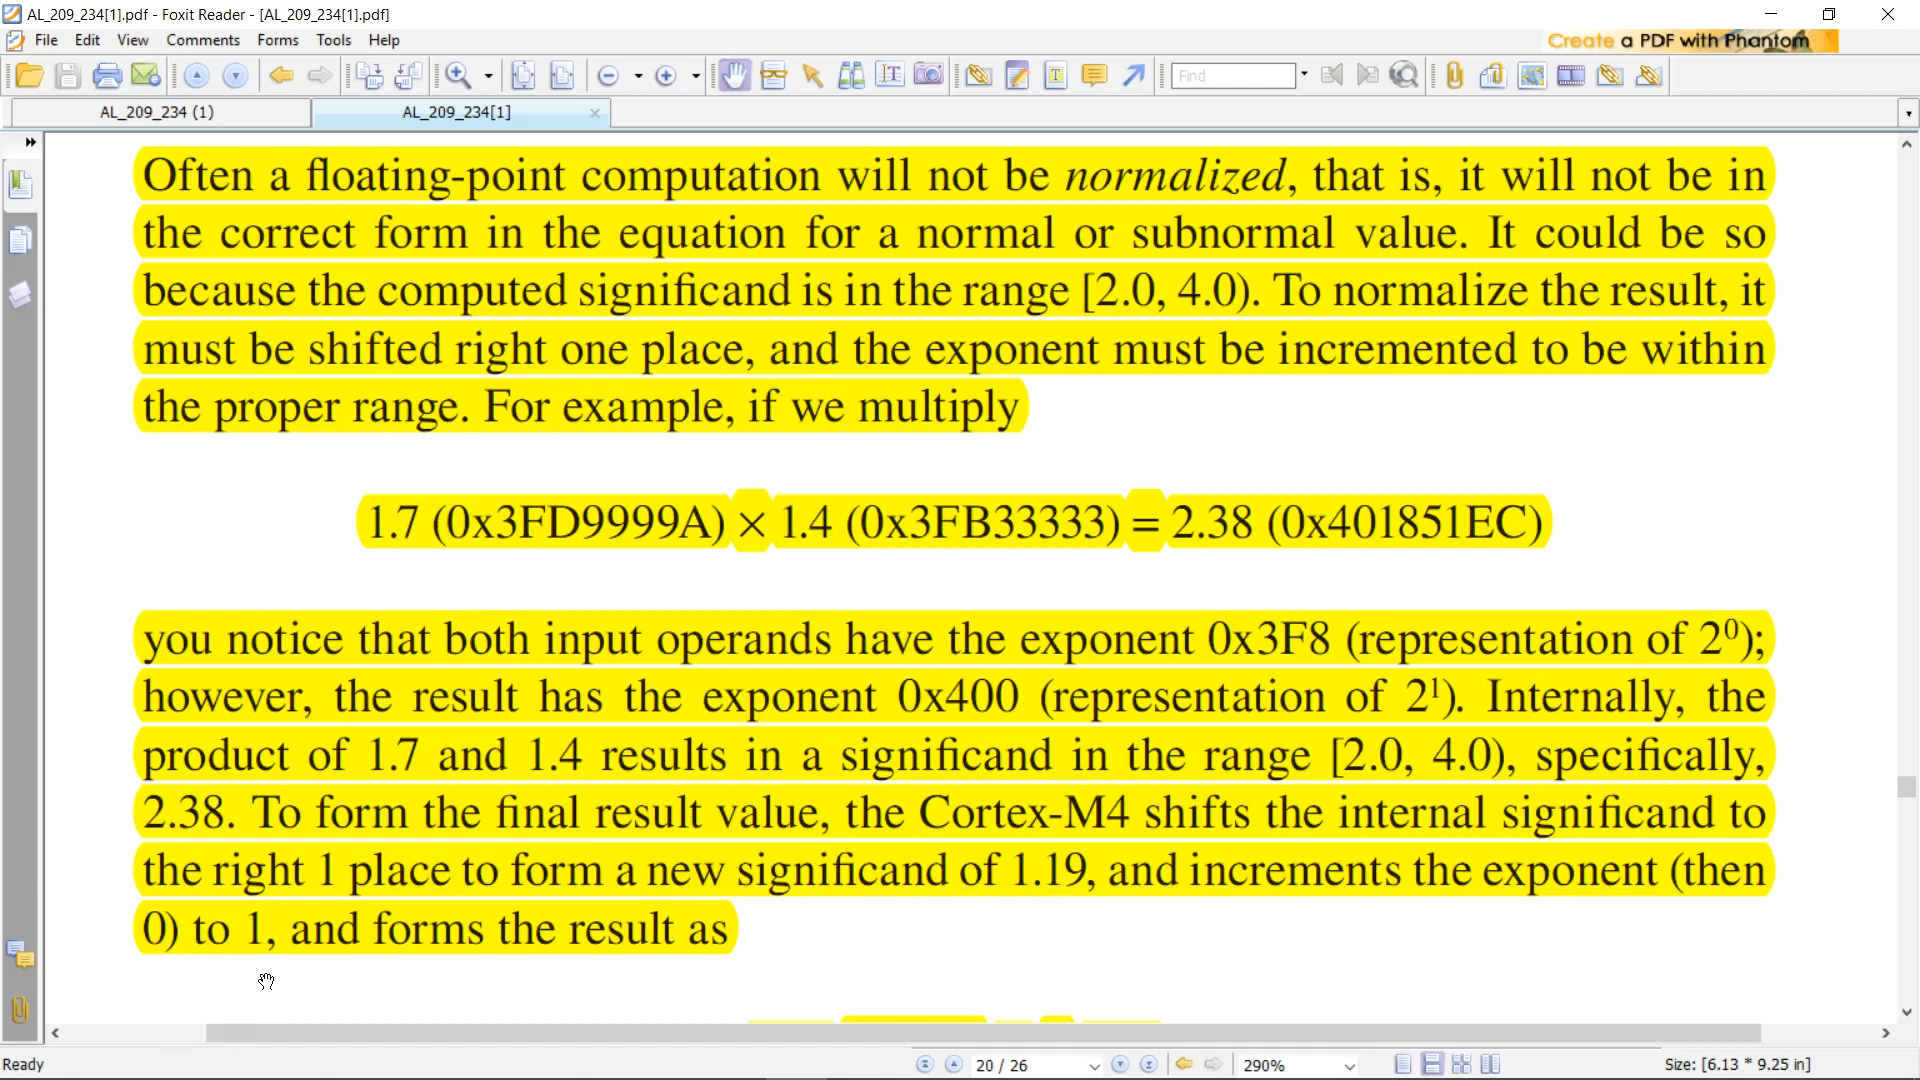 AL_209_234[1].pdf - Foxit Reader - [AL_209_234[1].pdf]
File Edit View Comments Forms Tools Help
Create a PDF with Phantom
Find
AL_209_234 (1) AL_209_234[1]
Often a floating-point computation will not be normalized, that is, it will not be in
the correct form in the equation for a normal or subnormal value. It could be so
because the computed significand is in the range [2.0, 4.0). To normalize the result, it
must be shifted right one place, and the exponent must be incremented to be within
the proper range. For example, if we multiply
1.7 (0x3FD9999A) × 1.4 (0x3FB33333) = 2.38 (0x401851EC)
you notice that both input operands have the exponent 0x3F8 (representation of 2⁰);
however, the result has the exponent 0x400 (representation of 2¹). Internally, the
product of 1.7 and 1.4 results in a significand in the range [2.0, 4.0), specifically,
2.38. To form the final result value, the Cortex-M4 shifts the internal significand to
the right 1 place to form a new significand of 1.19, and increments the exponent (then
0) to 1, and forms the result as
Ready 20 / 26 290% Size: [6.13 * 9.25 in]